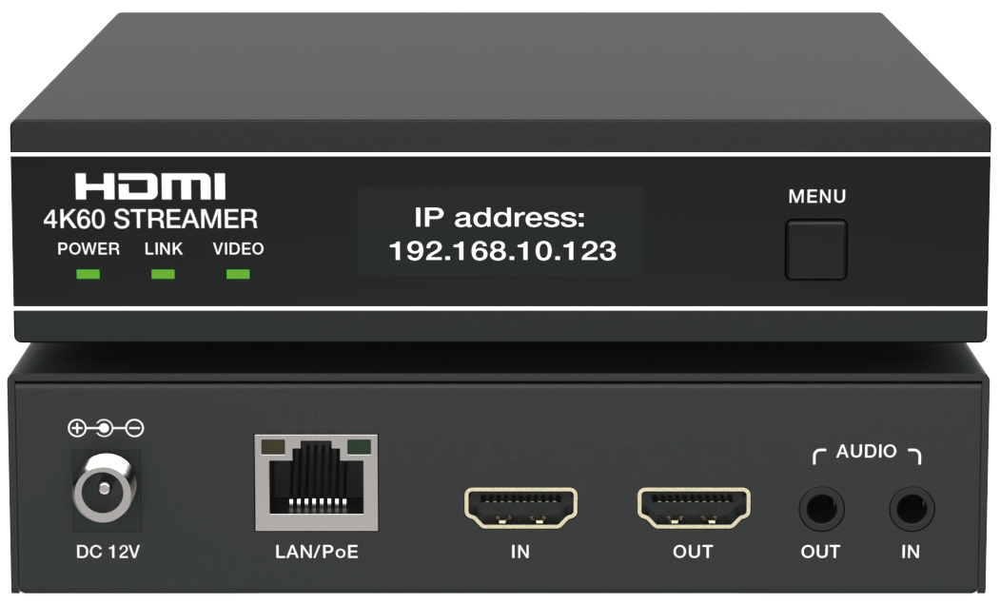 HDMI
4K60 STREAMER
POWER LINK VIDEO
IP address:
192.168.10.123
MENU
AUDIO
DC 12V
LAN/PoE
IN
OUT
OUT
IN